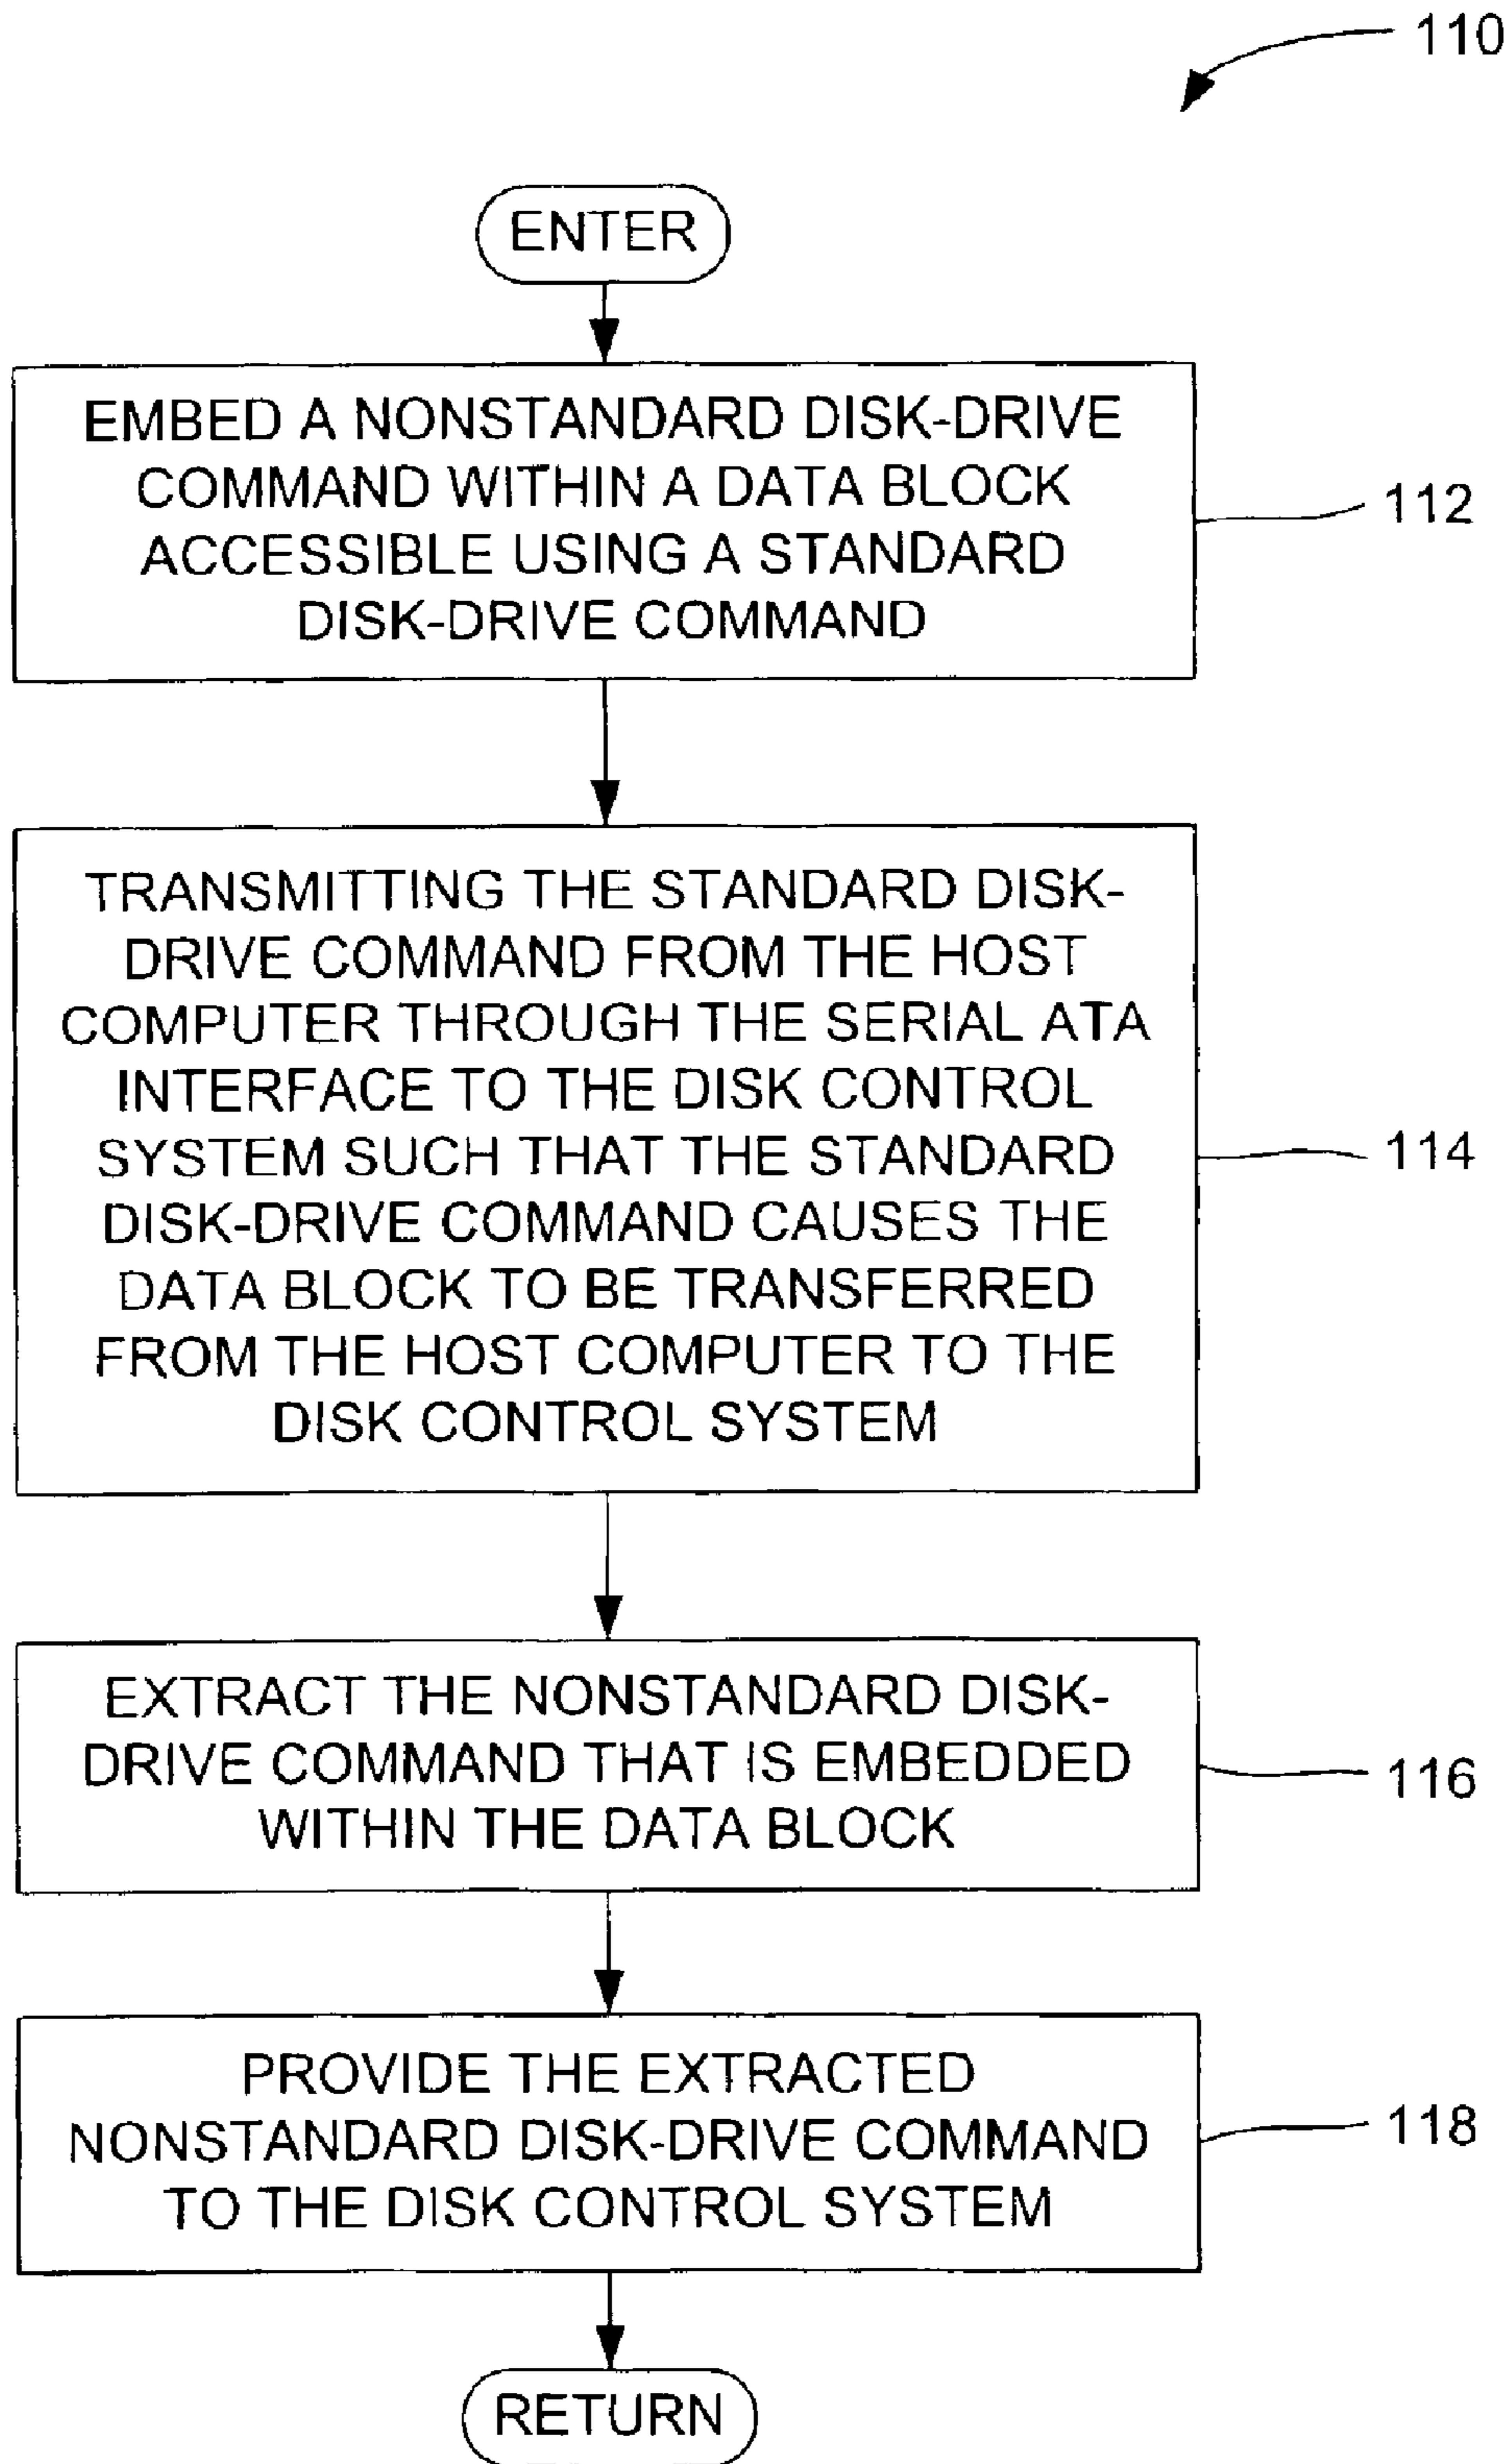 110
ENTER
EMBED A NONSTANDARD DISK-DRIVE
COMMAND WITHIN A DATA BLOCK
ACCESSIBLE USING A STANDARD
DISK-DRIVE COMMAND
112
TRANSMITTING THE STANDARD DISK-
DRIVE COMMAND FROM THE HOST
COMPUTER THROUGH THE SERIAL ATA
INTERFACE TO THE DISK CONTROL
SYSTEM SUCH THAT THE STANDARD
DISK-DRIVE COMMAND CAUSES THE
DATA BLOCK TO BE TRANSFERRED
FROM THE HOST COMPUTER TO THE
DISK CONTROL SYSTEM
114
EXTRACT THE NONSTANDARD DISK-
DRIVE COMMAND THAT IS EMBEDDED
WITHIN THE DATA BLOCK
116
PROVIDE THE EXTRACTED
NONSTANDARD DISK-DRIVE COMMAND
TO THE DISK CONTROL SYSTEM
118
RETURN